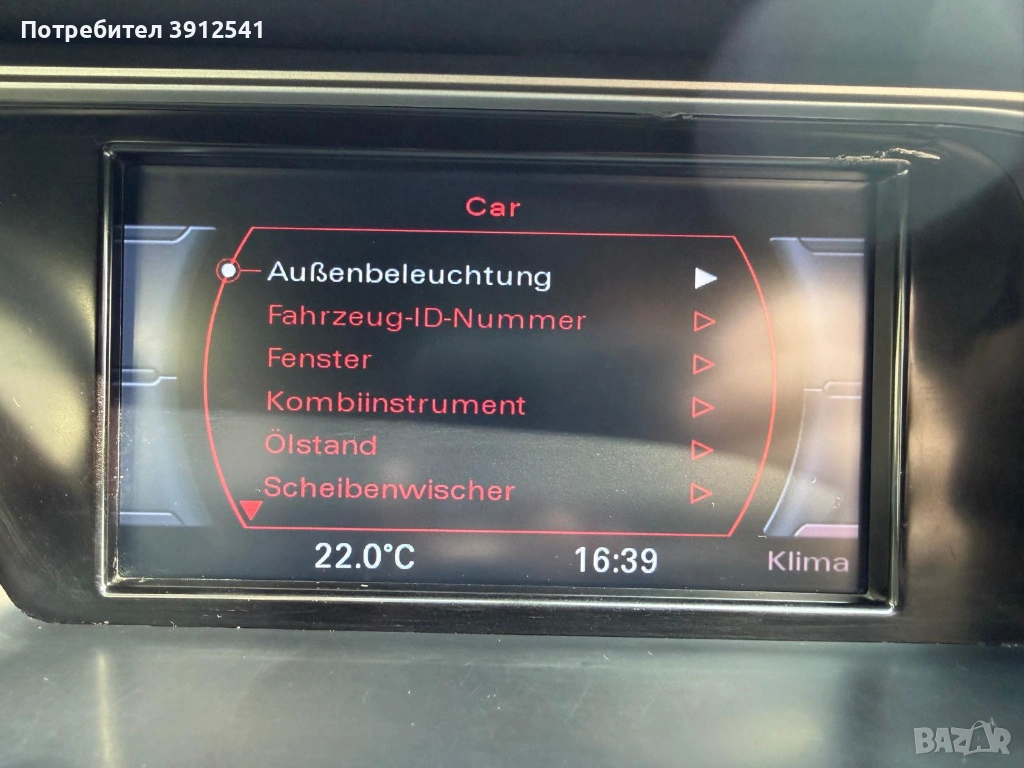 Потребител 3912541
Car
Außenbeleuchtung
Fahrzeug-ID-Nummer
Fenster
Kombiinstrument
Ölstand
Scheibenwischer
22.0°C 16:39 Klima
BAZAR